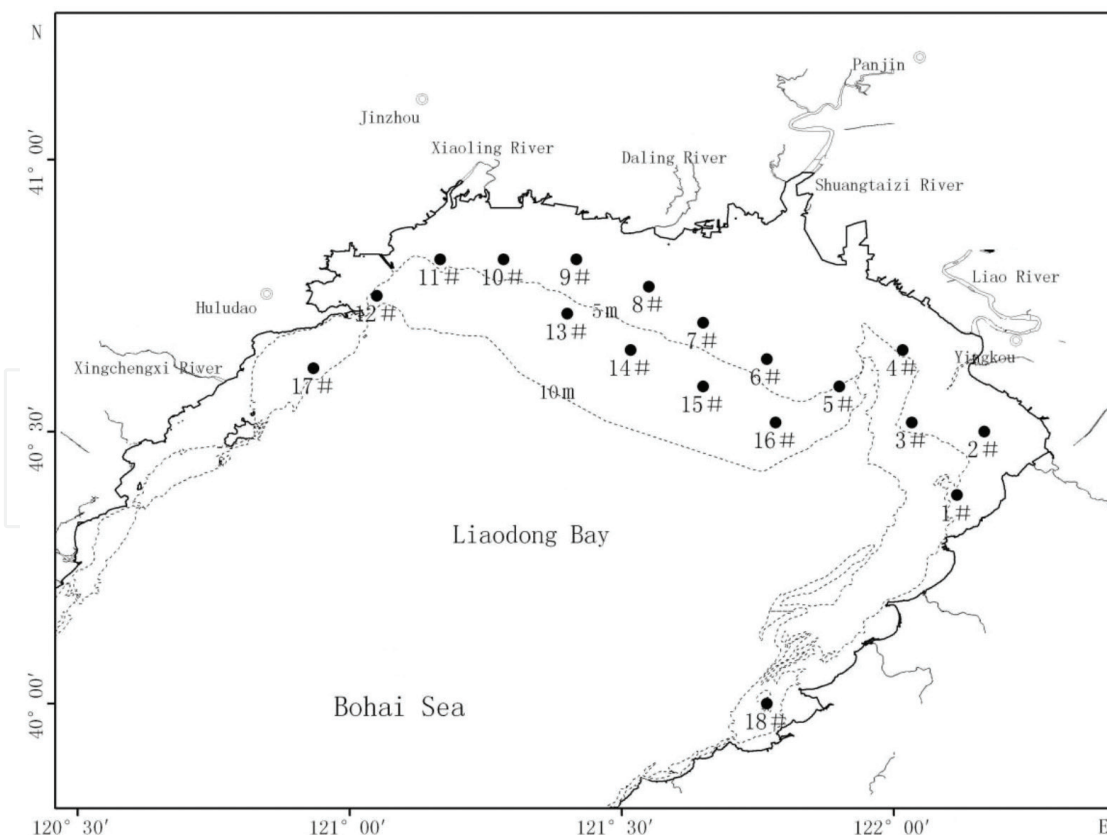 N
Panjin
Jinzhou
Xiaoling River
Daling River
41° 00′
Shuangtaizi River
11#
10#
9#
Liao River
8#
Huludao
12#
5m
13#
7#
Yingkou
14#
6#
4#
Xingchengxi River
17#
10m
15#
5#
40° 30′
16#
3#
2#
1#
Liaodong Bay
40° 00′
Bohai Sea
18#
120° 30′
121° 00′
121° 30′
122° 00′
E